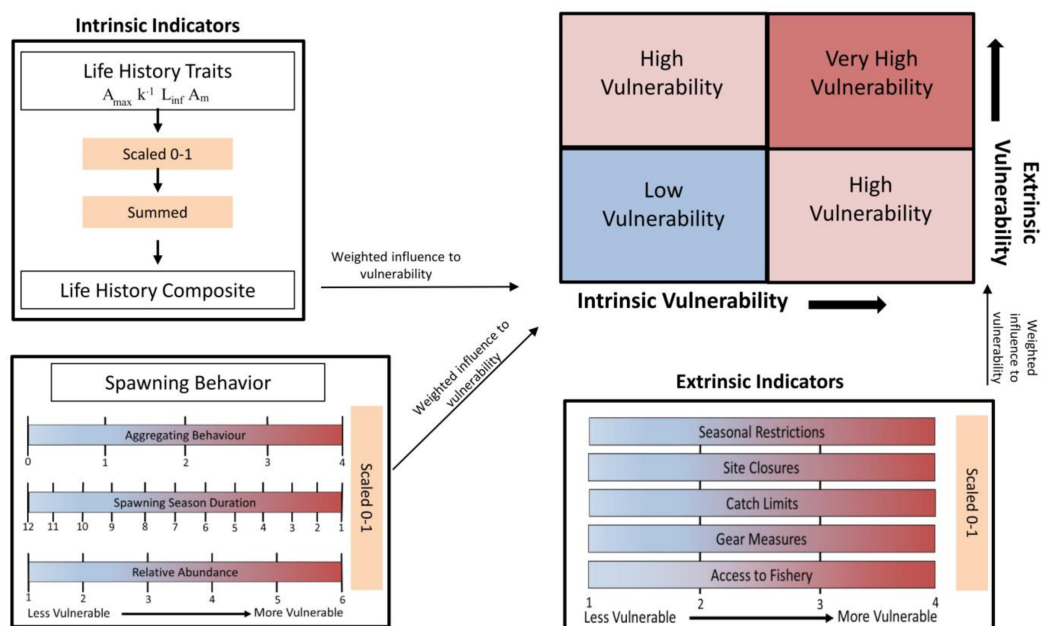 Intrinsic Indicators
Life History Traits
Amax k-1 Linf Am
Scaled 0-1
Summed
Life History Composite
Weighted influence to
vulnerability
High
Vulnerability
Very High
Vulnerability
Low
Vulnerability
High
Vulnerability
Extrinsic
Vulnerability
Intrinsic Vulnerability
Weighted
influence to
vulnerability
Weighted influence to
vulnerability
Spawning Behavior
Aggregating Behaviour
0 1 2 3 4
Spawning Season Duration
12 11 10 9 8 7 6 5 4 3 2 1
Relative Abundance
1 2 3 4 5 6
Less Vulnerable More Vulnerable
Scaled 0-1
Extrinsic Indicators
Seasonal Restrictions
Site Closures
Catch Limits
Gear Measures
Access to Fishery
1 2 3 4
Less Vulnerable More Vulnerable
Scaled 0-1